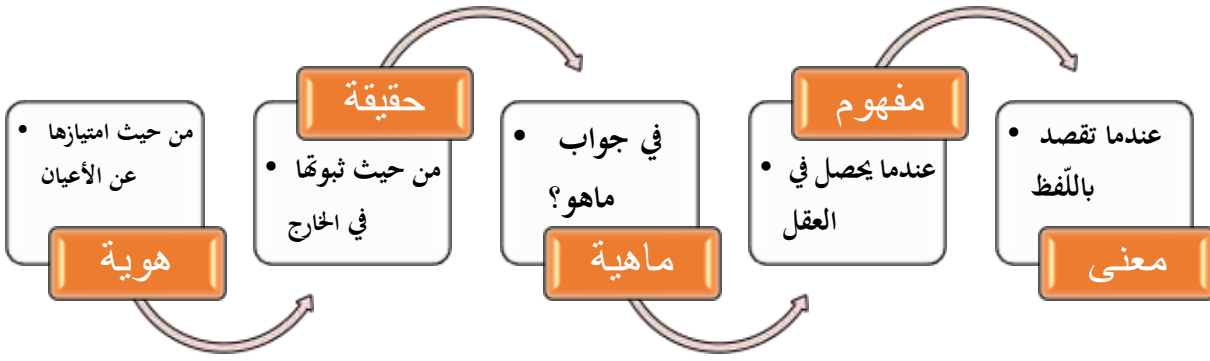 معنى
عندما تقصد
باللّفظ
مفهوم
عندما يحصل في
العقل
ماهية
في جواب
ماهو؟
حقيقة
من حيث ثبوتها
في الخارج
هوية
من حيث امتيازها
عن الأعيان